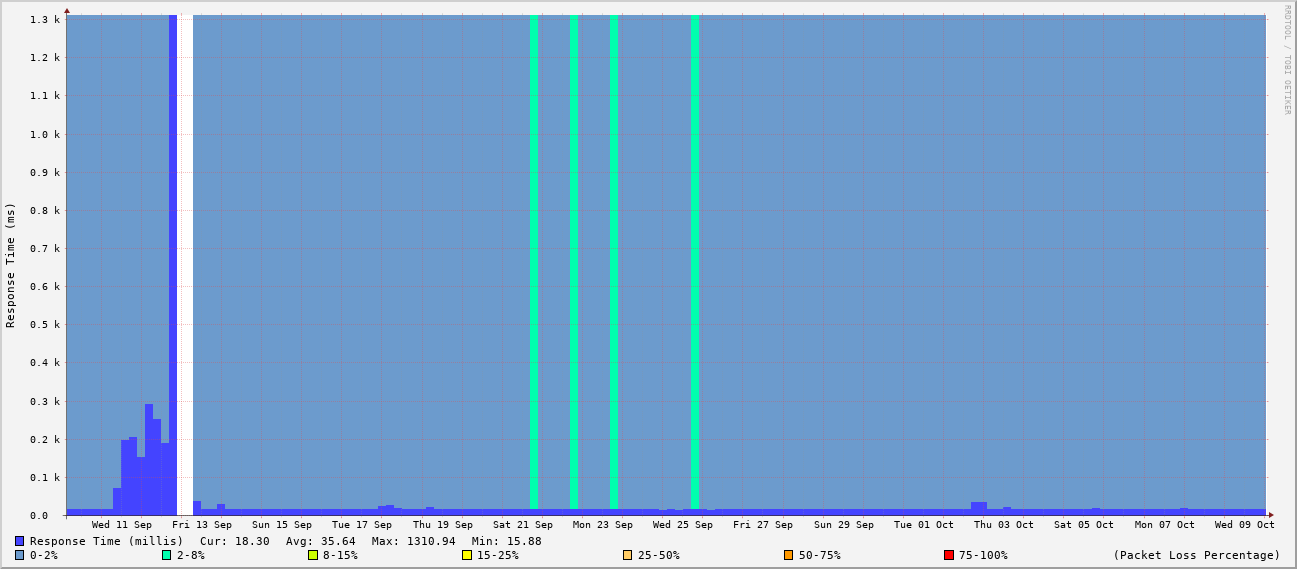 RRDTOOL / TOBI OETIKER
Response Time (ms)
1.3 k
1.2 k
1.1 k
1.0 k
0.9 k
0.8 k
0.7 k
0.6 k
0.5 k
0.4 k
0.3 k
0.2 k
0.1 k
0.0
Wed 11 Sep Fri 13 Sep Sun 15 Sep Tue 17 Sep Thu 19 Sep Sat 21 Sep Mon 23 Sep Wed 25 Sep Fri 27 Sep Sun 29 Sep Tue 01 Oct Thu 03 Oct Sat 05 Oct Mon 07 Oct Wed 09 Oct
Response Time (millis) Cur: 18.30 Avg: 35.64 Max: 1310.94 Min: 15.88
0-2% 2-8% 8-15% 15-25% 25-50% 50-75% 75-100% (Packet Loss Percentage)